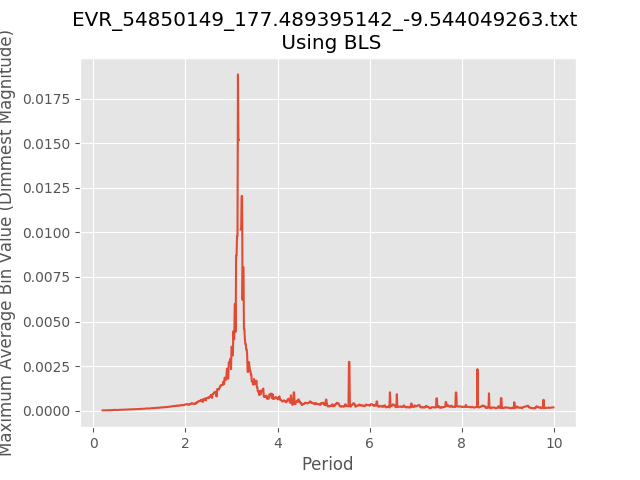 EVR_54850149_177.489395142_-9.544049263.txt
Using BLS
Maximum Average Bin Value (Dimmest Magnitude)
0.0175
0.0150
0.0125
0.0100
0.0075
0.0050
0.0025
0.0000
0 2 4 6 8 10
Period